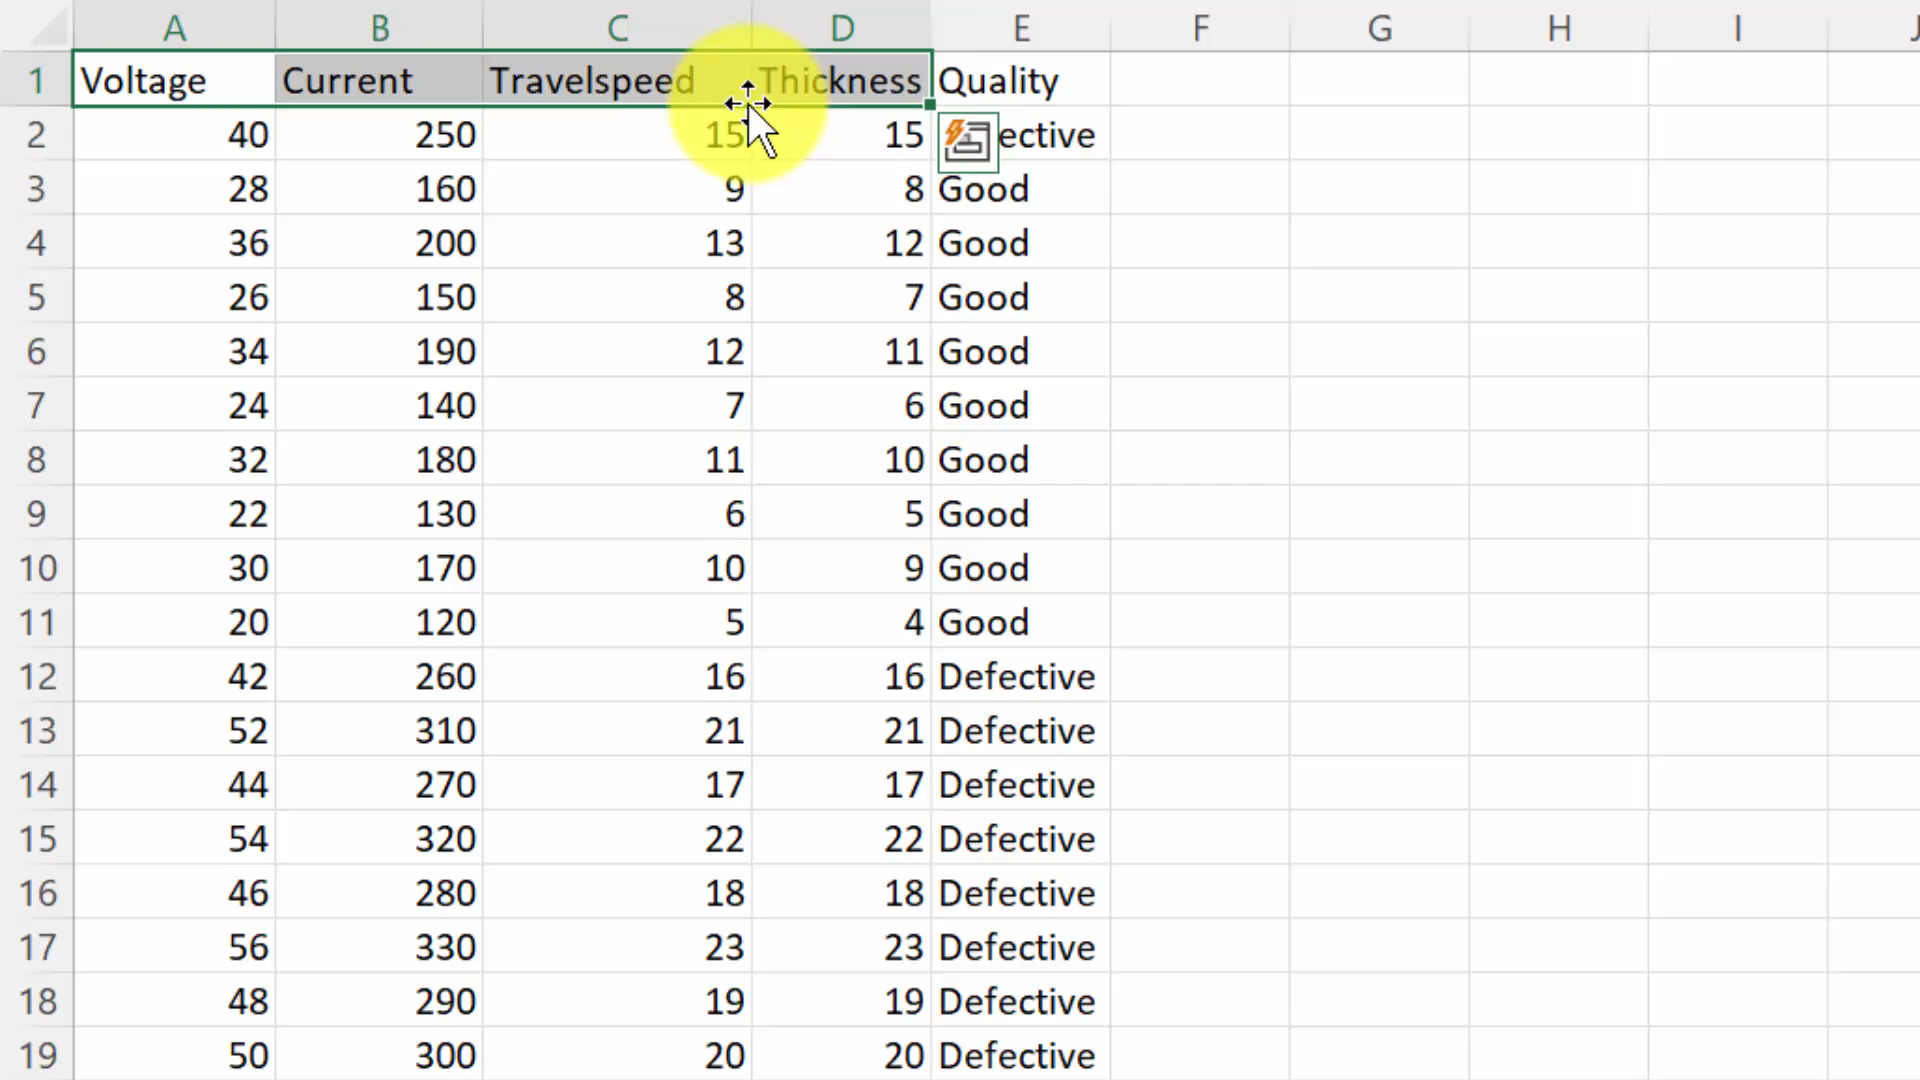 A B C D E F G H I J
1 Voltage Current Travelspeed Thickness Quality
2 40 250 15 15 ective
3 28 160 9 8 Good
4 36 200 13 12 Good
5 26 150 8 7 Good
6 34 190 12 11 Good
7 24 140 7 6 Good
8 32 180 11 10 Good
9 22 130 6 5 Good
10 30 170 10 9 Good
11 20 120 5 4 Good
12 42 260 16 16 Defective
13 52 310 21 21 Defective
14 44 270 17 17 Defective
15 54 320 22 22 Defective
16 46 280 18 18 Defective
17 56 330 23 23 Defective
18 48 290 19 19 Defective
19 50 300 20 20 Defective